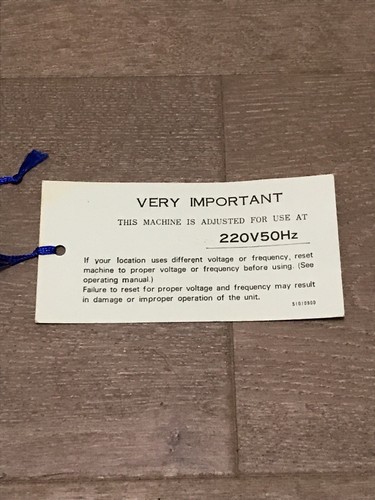 VERY IMPORTANT
THIS MACHINE IS ADJUSTED FOR USE AT
220V50Hz
If your location uses different voltage or frequency, reset
machine to proper voltage or frequency before using. (See
operating manual.)
Failure to reset for proper voltage and frequency may result
in damage or improper operation of the unit.